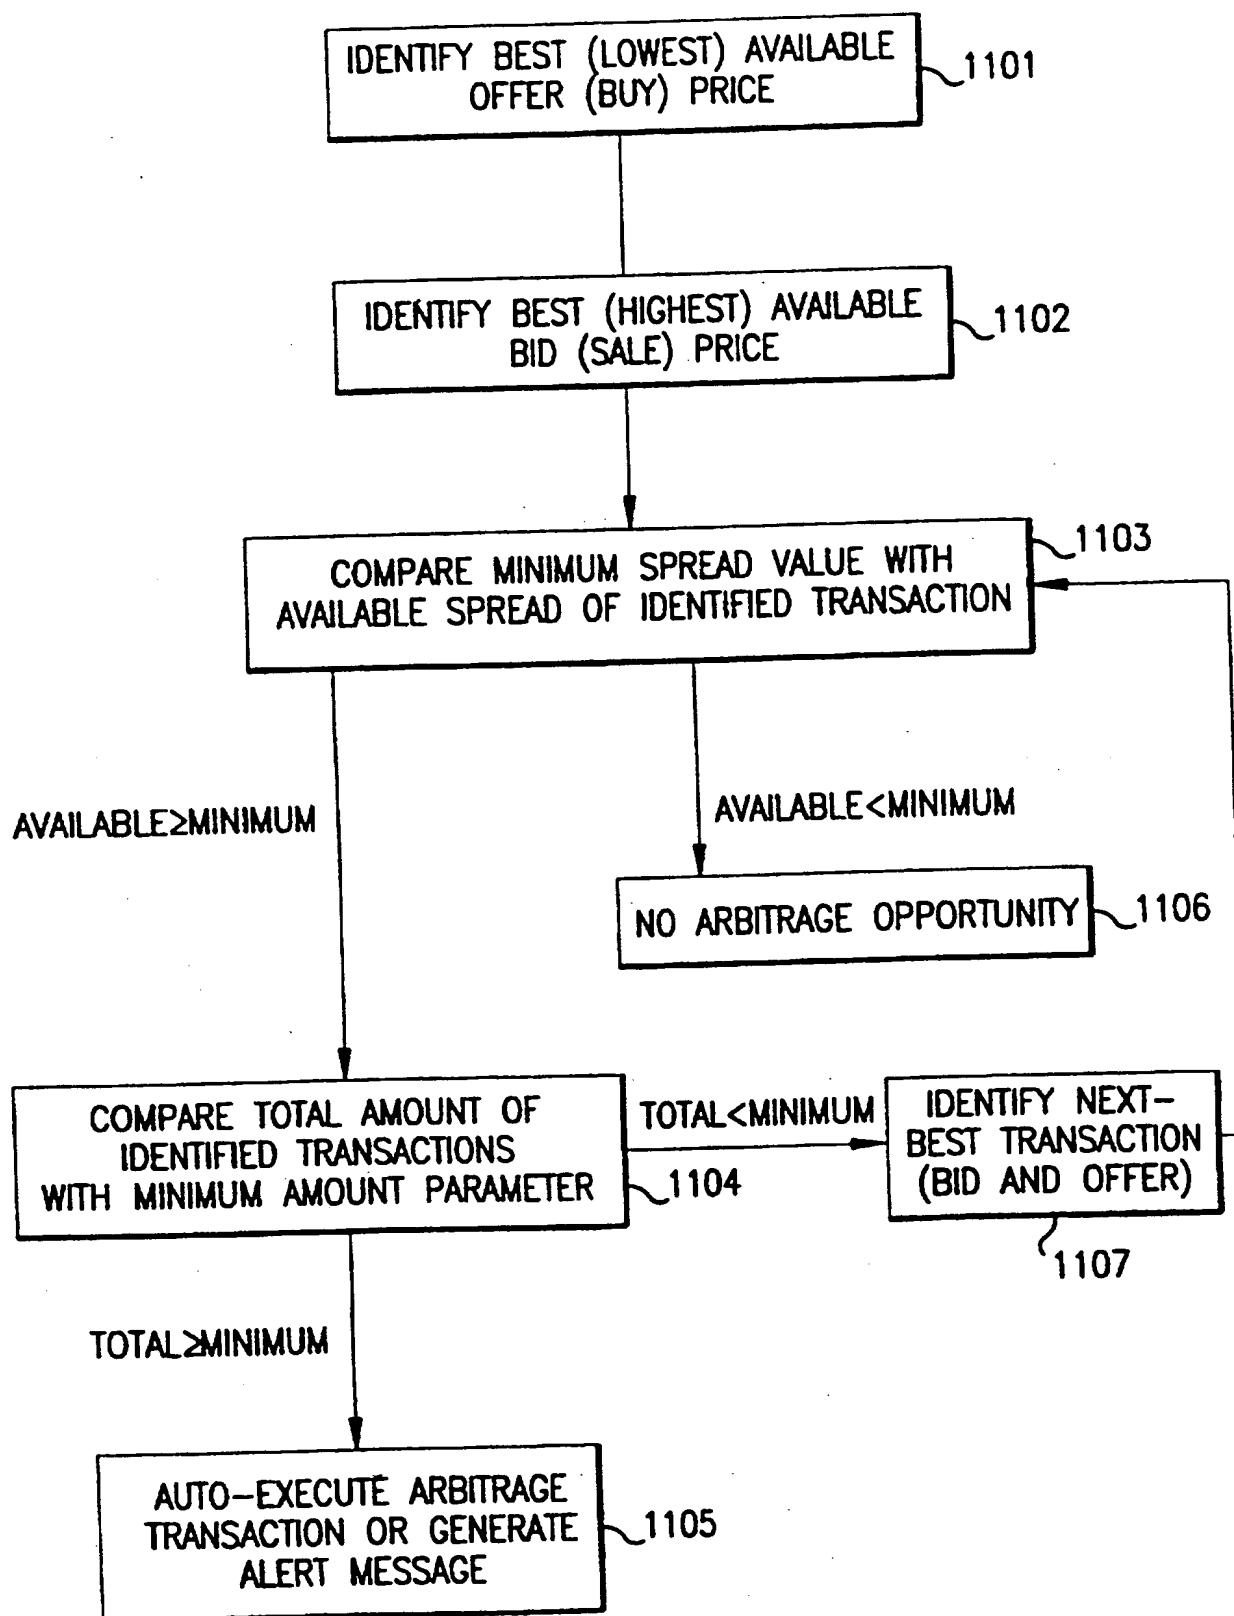 IDENTIFY BEST (LOWEST) AVAILABLE
OFFER (BUY) PRICE
1101
IDENTIFY BEST (HIGHEST) AVAILABLE
BID (SALE) PRICE
1102
COMPARE MINIMUM SPREAD VALUE WITH
AVAILABLE SPREAD OF IDENTIFIED TRANSACTION
1103
AVAILABLE≥MINIMUM
AVAILABLE<MINIMUM
NO ARBITRAGE OPPORTUNITY
1106
COMPARE TOTAL AMOUNT OF
IDENTIFIED TRANSACTIONS
WITH MINIMUM AMOUNT PARAMETER
1104
TOTAL<MINIMUM
IDENTIFY NEXT-
BEST TRANSACTION
(BID AND OFFER)
1107
TOTAL≥MINIMUM
AUTO-EXECUTE ARBITRAGE
TRANSACTION OR GENERATE
ALERT MESSAGE
1105